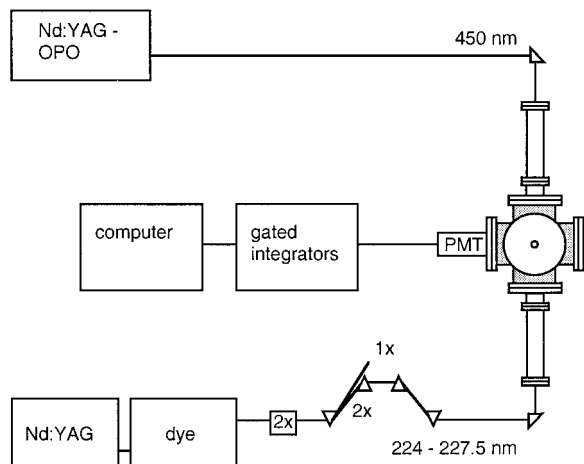 Nd:YAG -
OPO
450 nm
computer
gated
integrators
PMT
1x
2x
2x
Nd:YAG
dye
224 - 227.5 nm